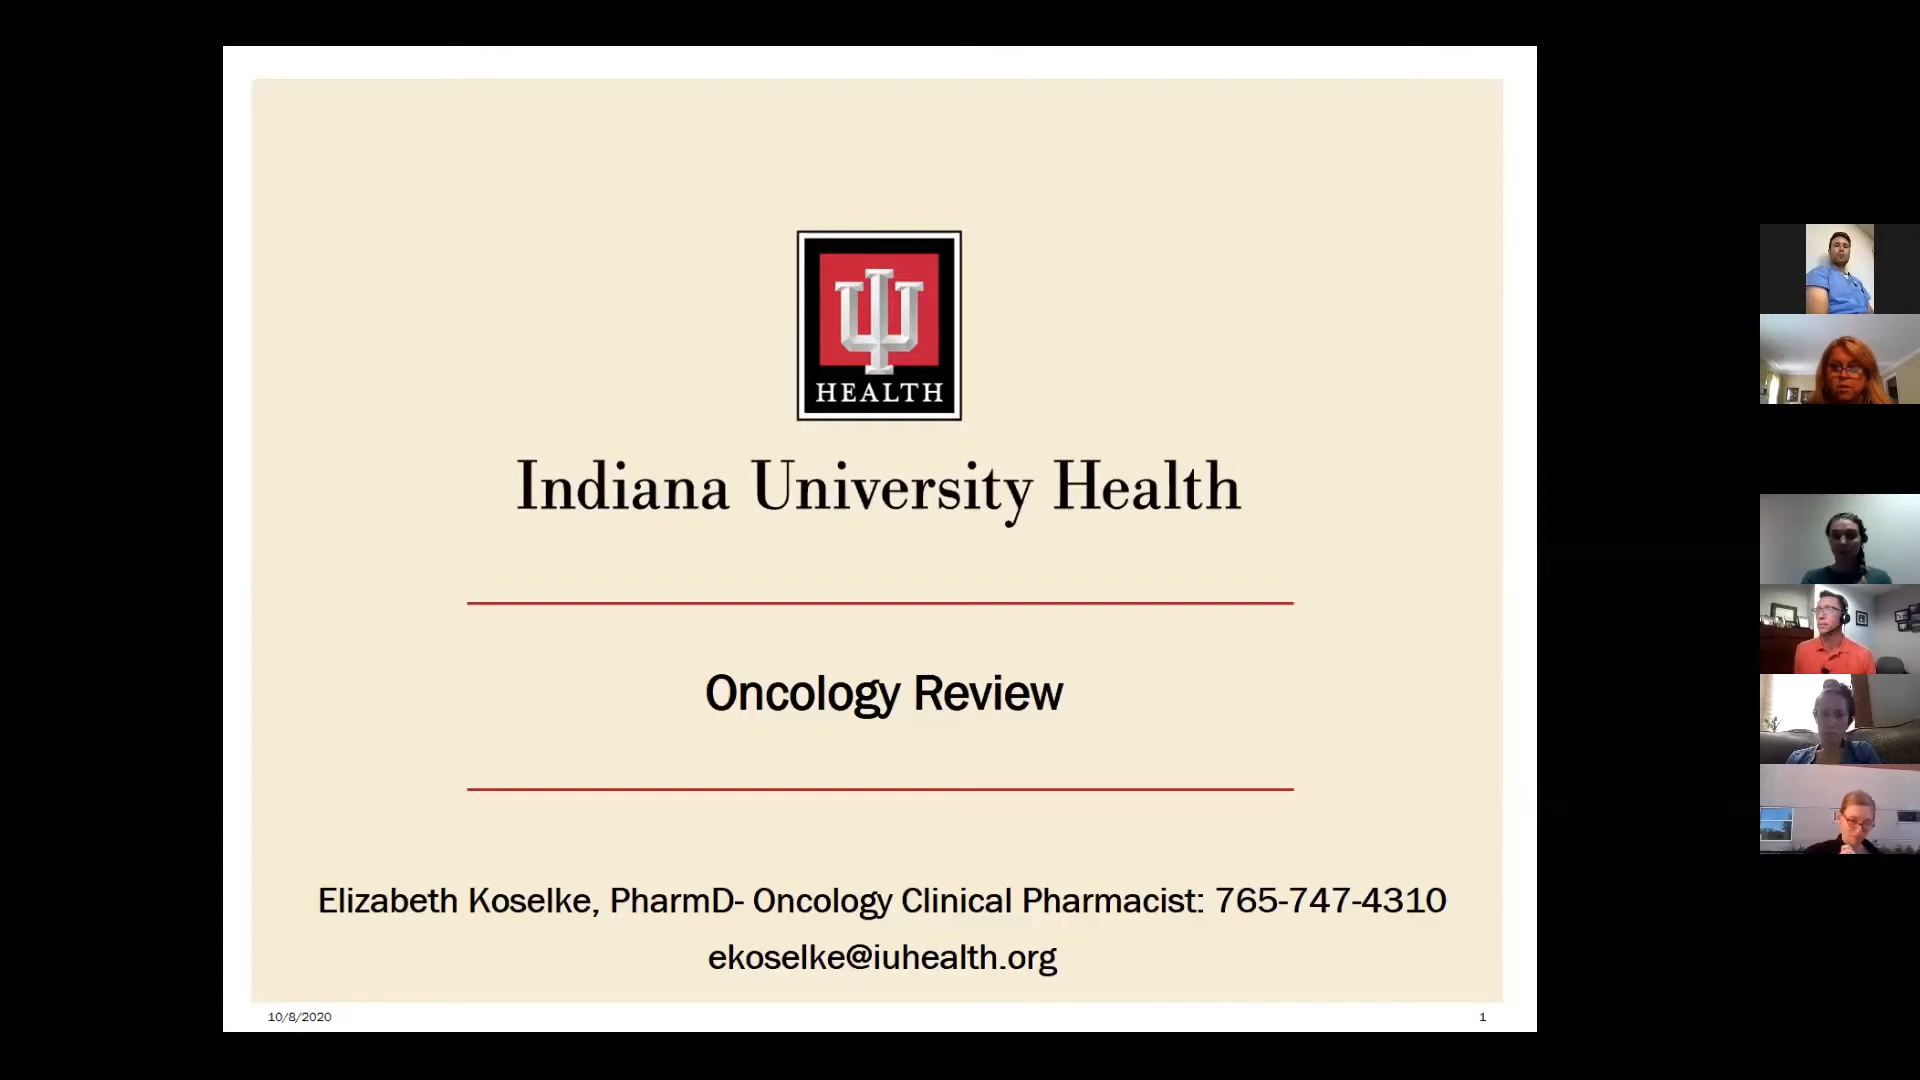 HEALTH
Indiana University Health
Oncology Review
Elizabeth Koselke, PharmD- Oncology Clinical Pharmacist: 765-747-4310
ekoselke@iuhealth.org
10/8/2020
1